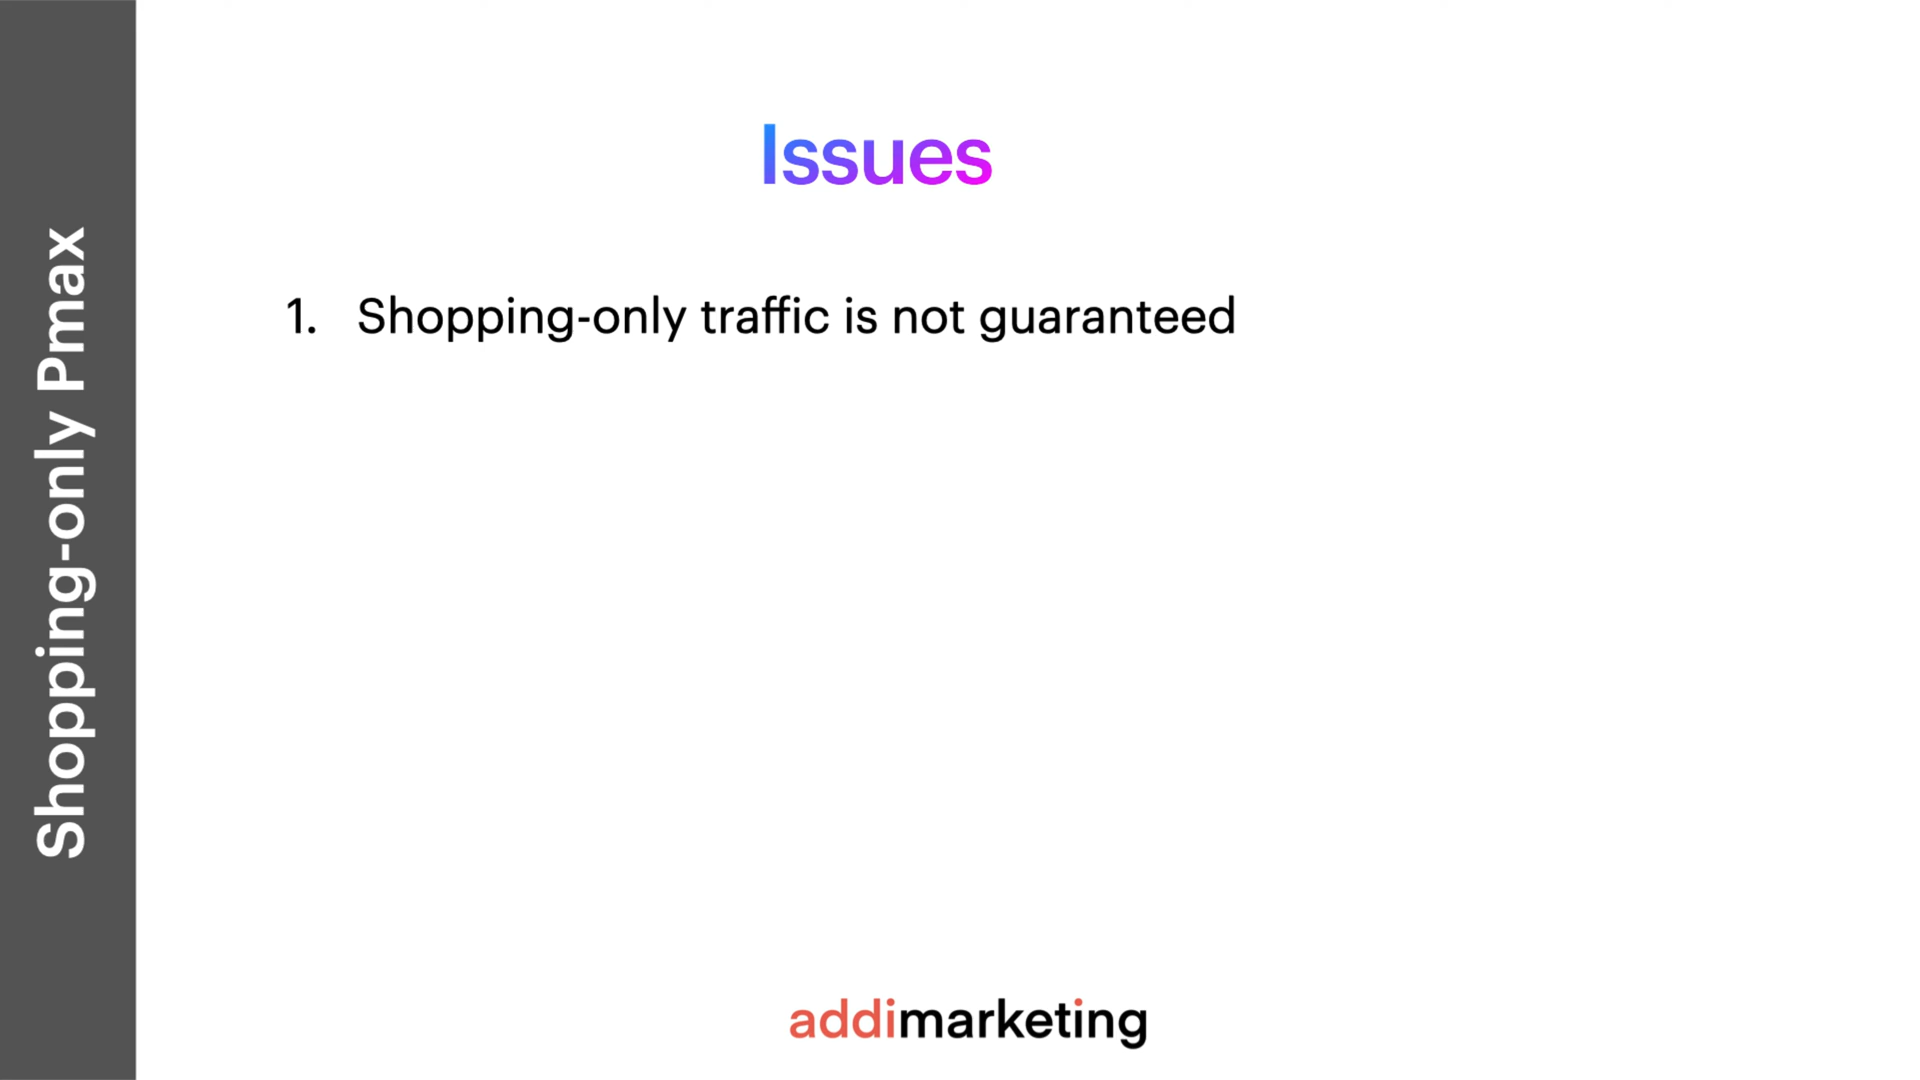 Shopping-only Pmax
Issues
1. Shopping-only traffic is not guaranteed
addimarketing